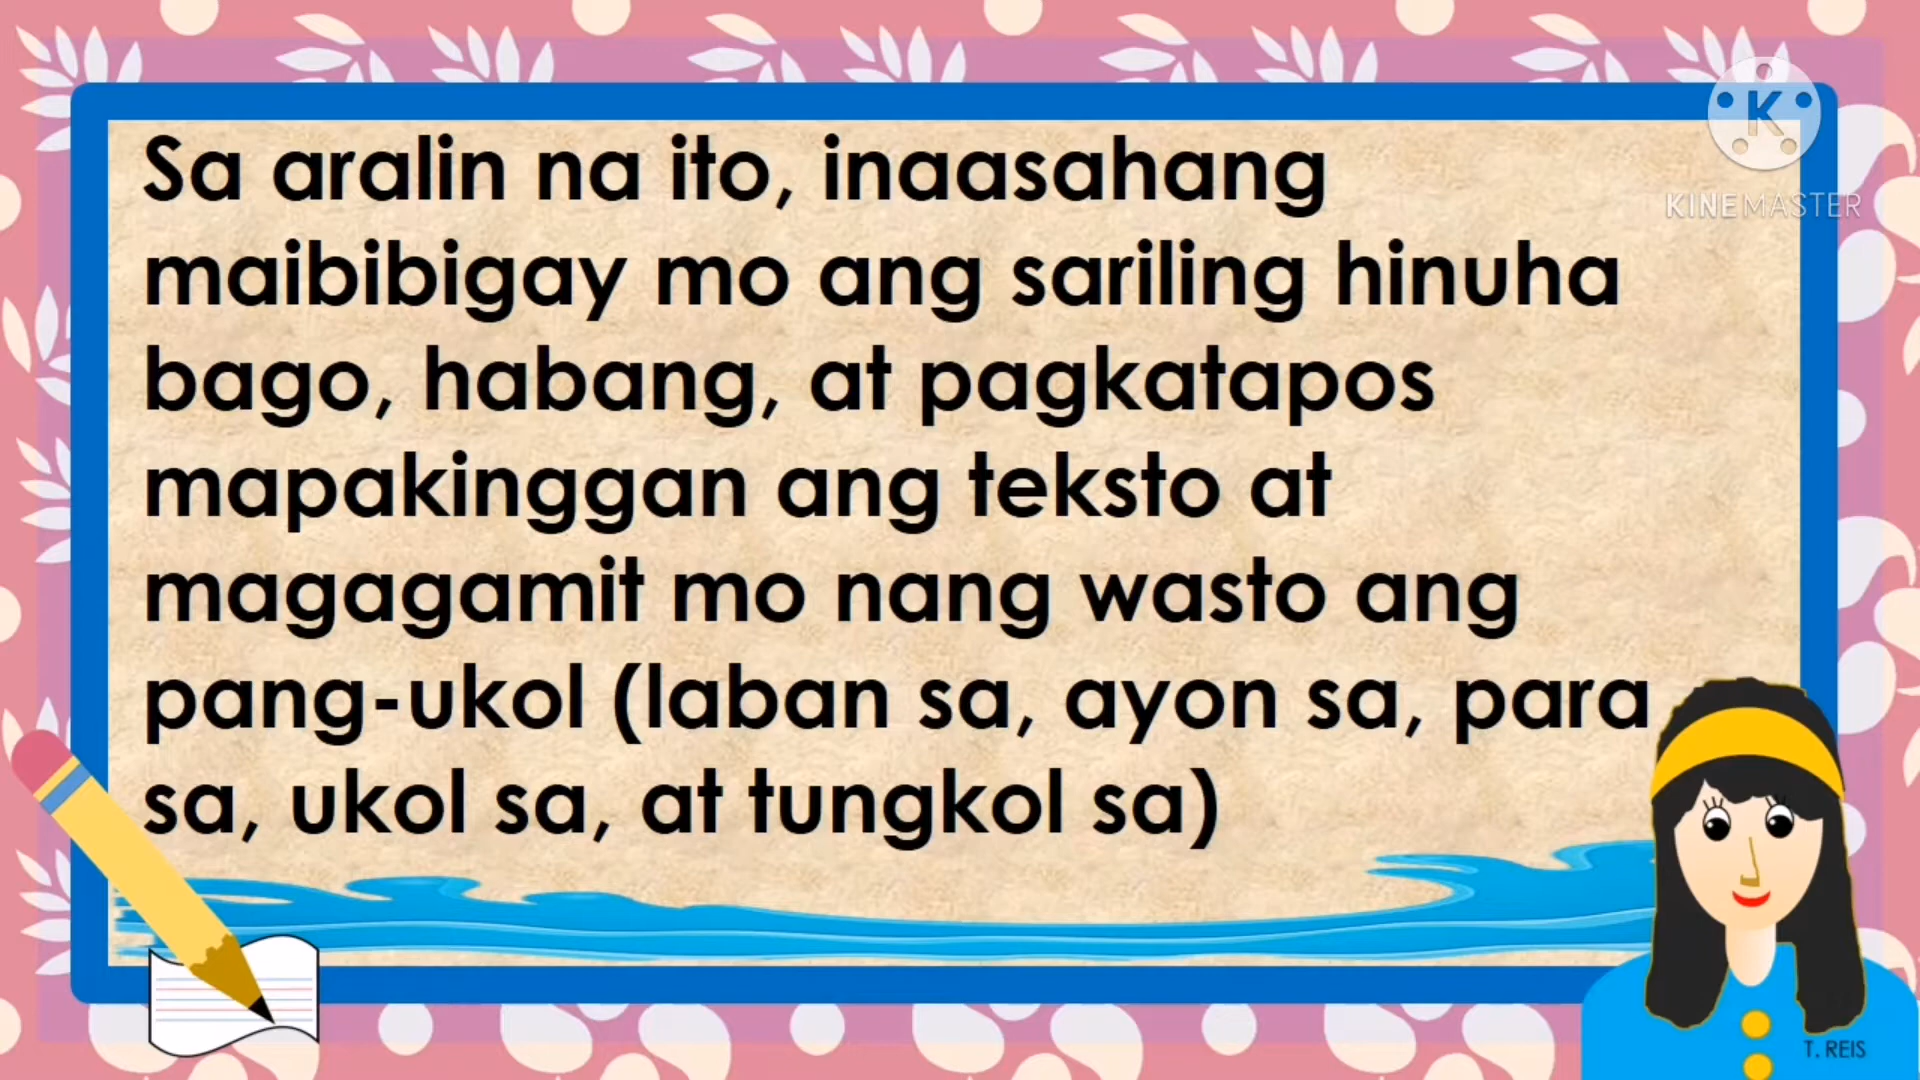 Sa aralin na ito, inaasahang
maibibigay mo ang sariling hinuha
bago, habang, at pagkatapos
mapakinggan ang teksto at
magagamit mo nang wasto ang
pang-ukol (laban sa, ayon sa, para
sa, ukol sa, at tungkol sa)
K
KINEMASTER
T. REIS